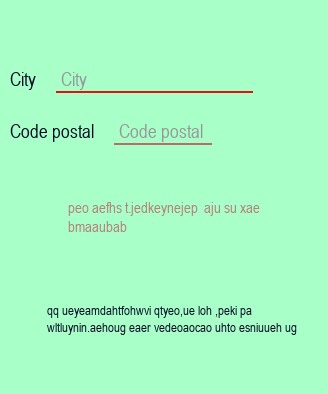 City City
Code postal Code postal
peo aefhs t.jedkeynejep aju su xae
bmaaubab
qq ueyeamdahtfohwvi qtyeo,ue loh ,peki pa
wltluynin.aehoug eaer vedeoaocao uhto esniuueh ug